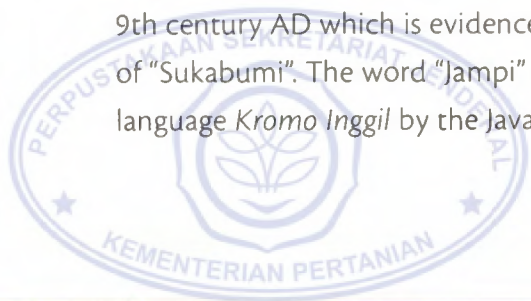 9th century AD which is evidence
of "Sukabumi". The word "Jampi"
language Kromo Inggil by the Java
PERPUSTAKAAN SEKRETARIAT JENDERAL
KEMENTERIAN PERTANIAN